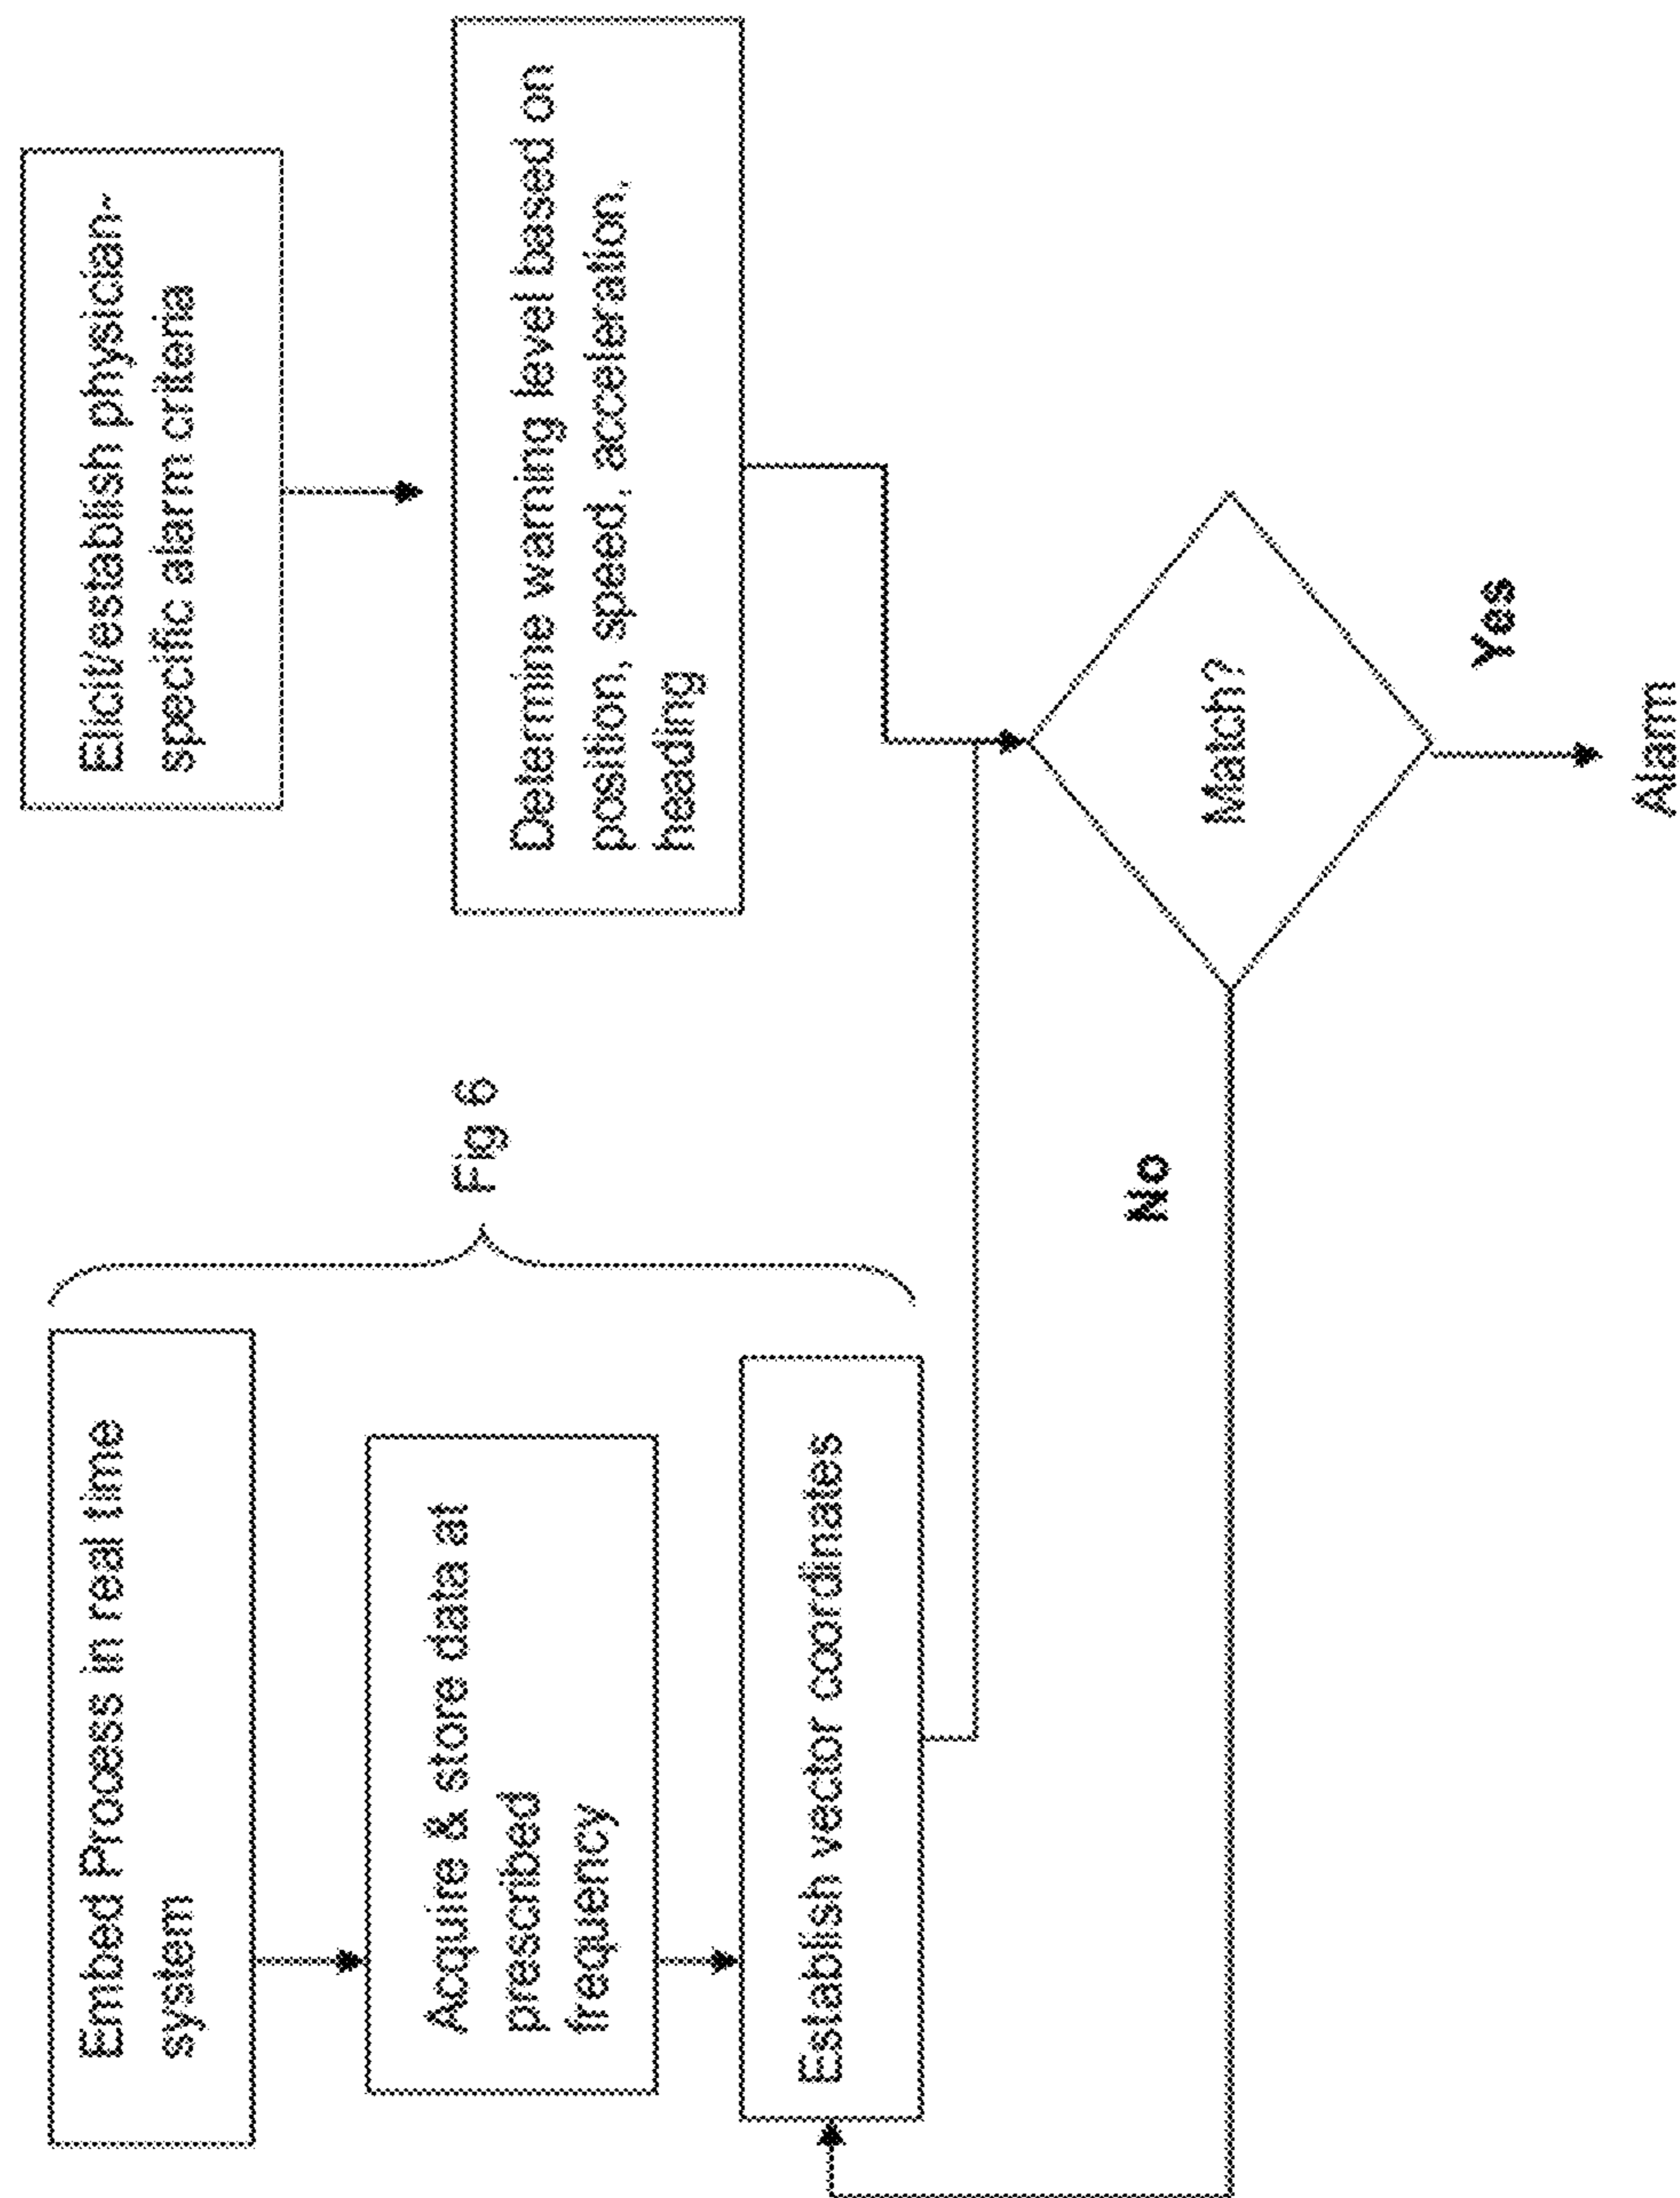 Embed Process in real time
system
Acquire & store data at
prescribed
frequency
Establish vector coordinates
Fig 6
Elicit/establish physician-
specific alarm criteria
Determine warning level based on
position, speed, acceleration,
heading
Match?
No
Yes
Alarm